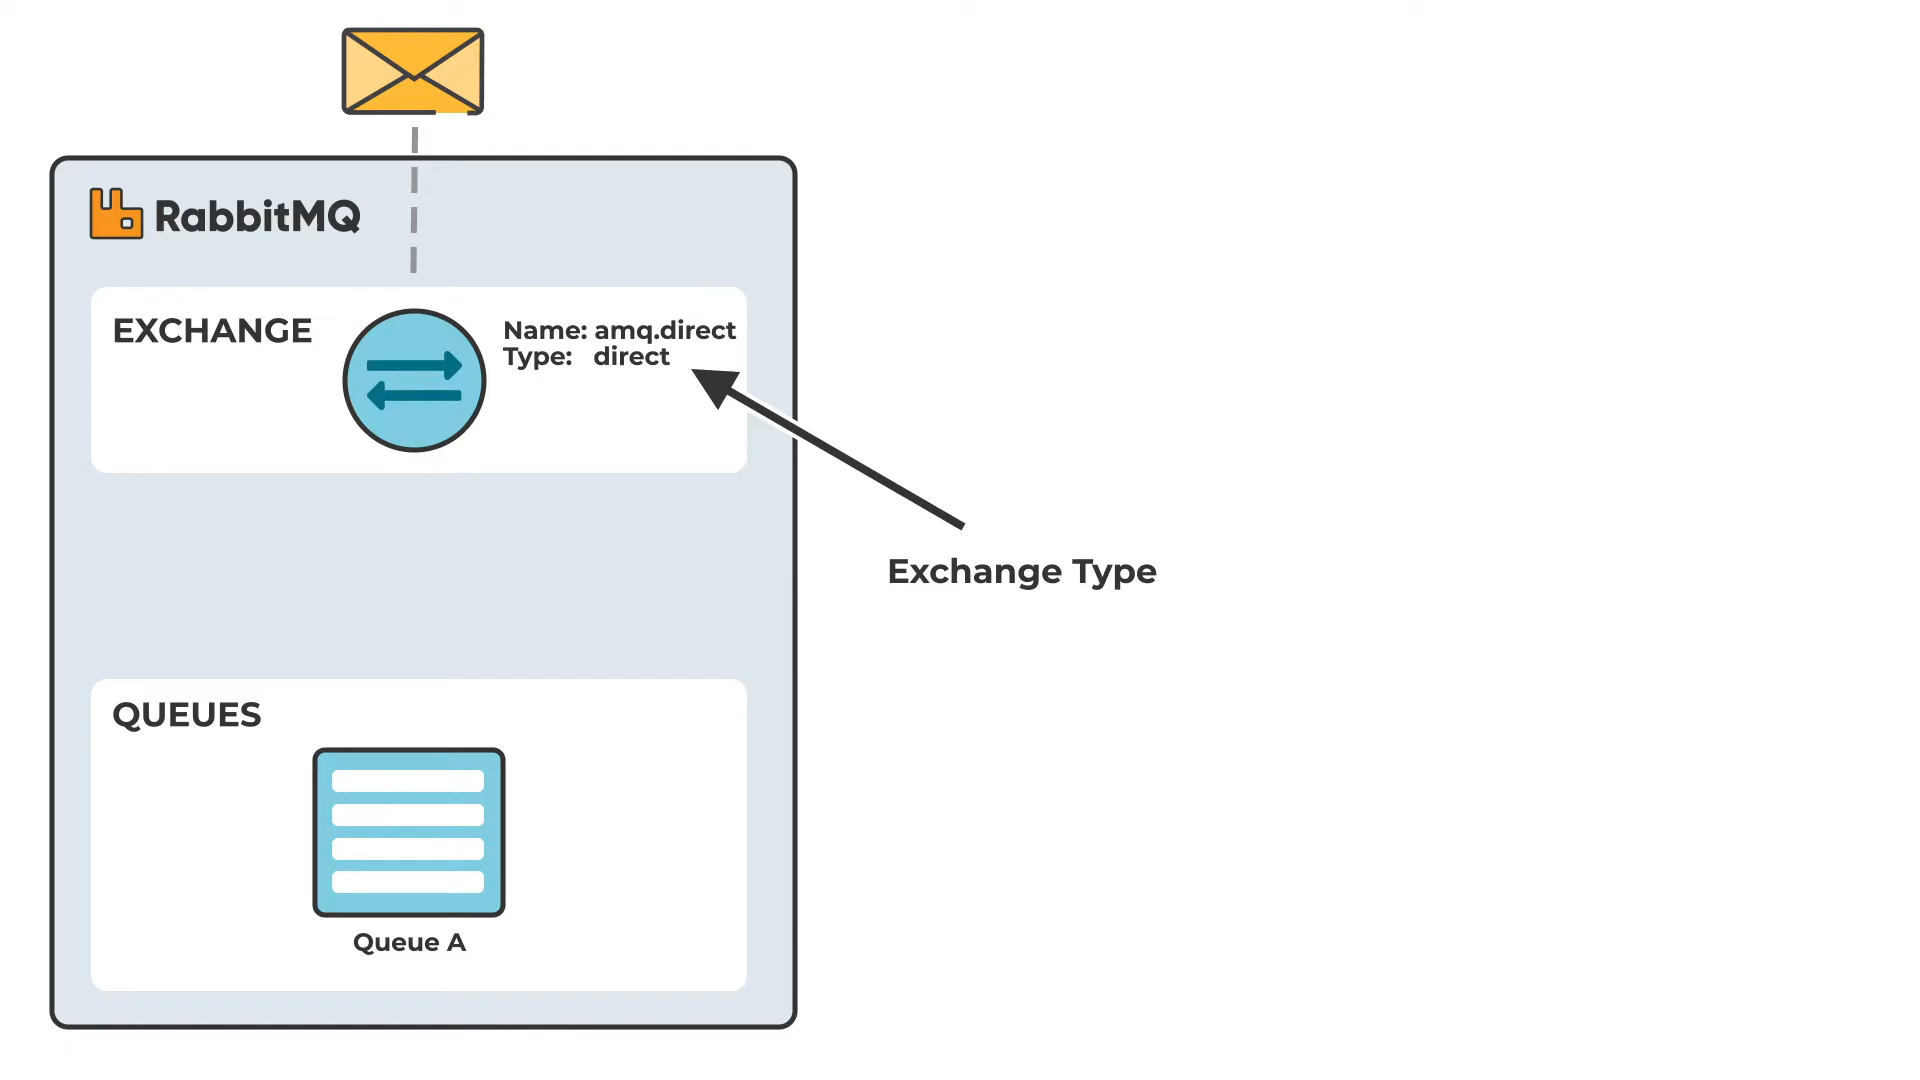 RabbitMQ
EXCHANGE
Name: amq.direct
Type: direct
Exchange Type
QUEUES
Queue A